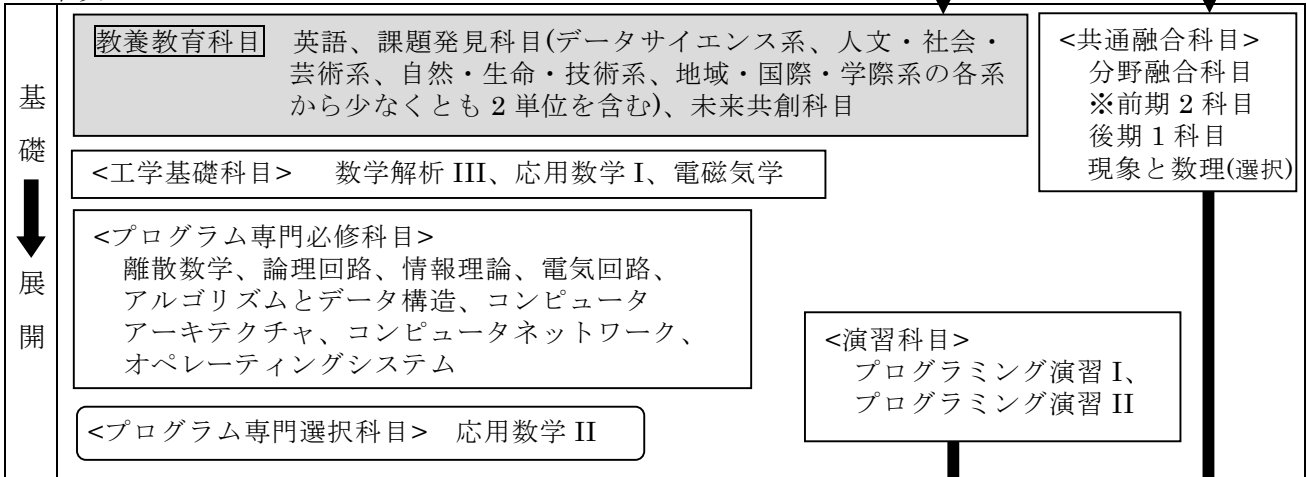 基
礎
展
開
教養教育科目 英語、課題発見科目(データサイエンス系、人文・社会・
芸術系、自然・生命・技術系、地域・国際・学際系の各系
から少なくとも 2 単位を含む)、未来共創科目
<共通融合科目>
分野融合科目
※前期 2 科目
後期 1 科目
現象と数理(選択)
<工学基礎科目> 数学解析 III、応用数学 I、電磁気学
<プログラム専門必修科目>
離散数学、論理回路、情報理論、電気回路、
アルゴリズムとデータ構造、コンピュータ
アーキテクチャ、コンピュータネットワーク、
オペレーティングシステム
<演習科目>
プログラミング演習 I、
プログラミング演習 II
<プログラム専門選択科目> 応用数学 II